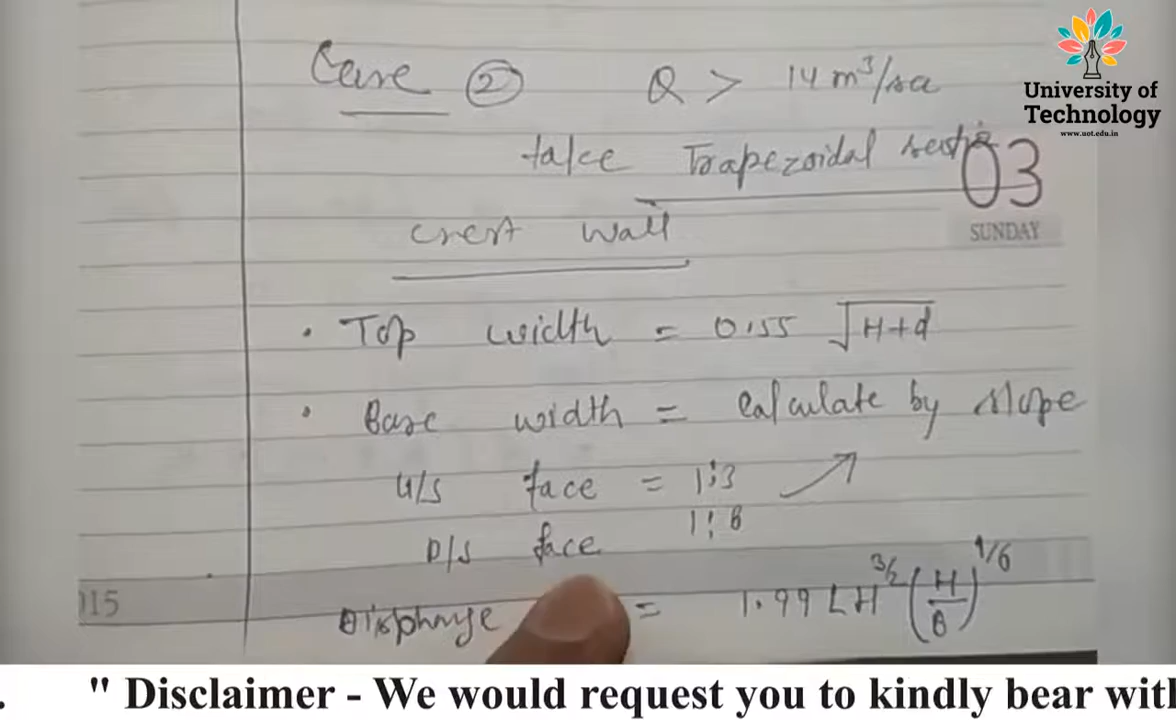 University of
Technology
www.uot.edu.in
Case ② Q > 14 m³/sec
take Trapezoidal section
03
SUNDAY
crest wall
• Top width = 0.55 √H+d
• Base width = Calculate by slope
U/S face = 1:3
D/S face 1:8
015
Discharge = 1.99 LH^3/2 (H/B)^1/6
" Disclaimer - We would request you to kindly bear wit